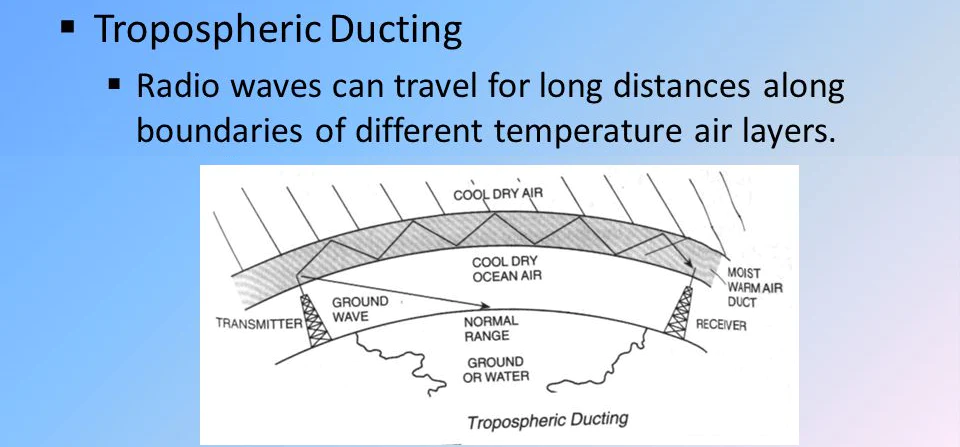 Tropospheric Ducting
Radio waves can travel for long distances along
boundaries of different temperature air layers.
COOL DRY AIR
COOL DRY
OCEAN AIR
MOIST
WARM AIR
DUCT
GROUND
WAVE
TRANSMITTER
NORMAL
RANGE
RECEIVER
GROUND
OR WATER
Tropospheric Ducting